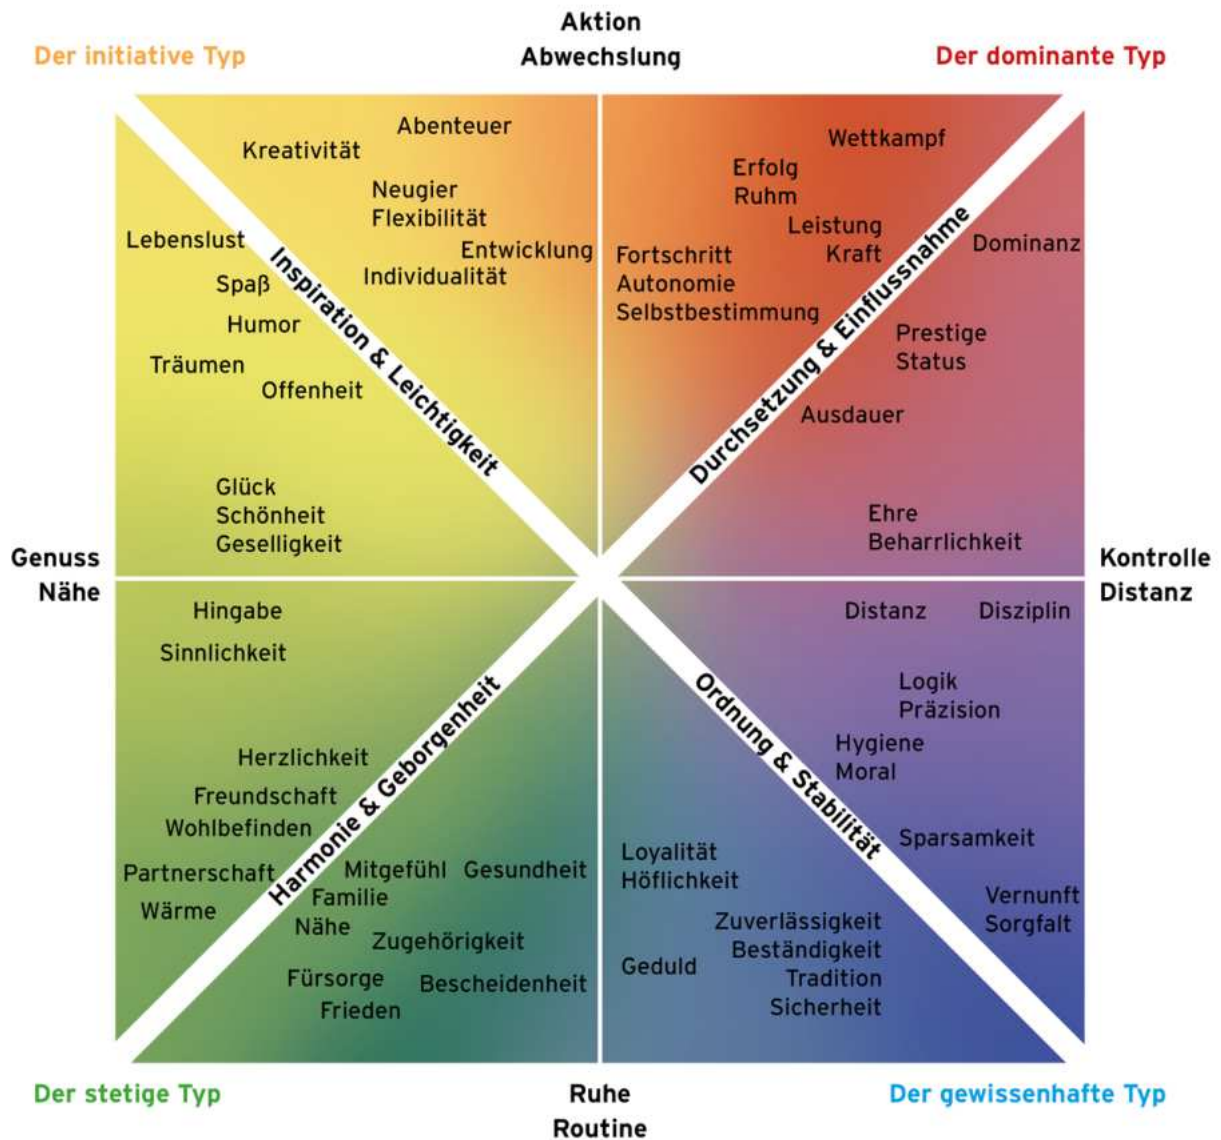 Aktion
Abwechslung
Der initiative Typ
Der dominante Typ
Abenteuer
Kreativität
Neugier
Flexibilität
Lebenslust
Entwicklung
Individualität
Spaß
Humor
Träumen
Offenheit
Inspiration & Leichtigkeit
Glück
Schönheit
Geselligkeit
Wettkampf
Erfolg
Ruhm
Leistung
Kraft
Dominanz
Fortschritt
Autonomie
Selbstbestimmung
Durchsetzung & Einflussnahme
Prestige
Status
Ausdauer
Ehre
Beharrlichkeit
Genuss
Nähe
Kontrolle
Distanz
Hingabe
Sinnlichkeit
Herzlichkeit
Freundschaft
Wohlbefinden
Partnerschaft
Wärme
Harmonie & Geborgenheit
Mitgefühl
Gesundheit
Familie
Nähe
Zugehörigkeit
Fürsorge
Bescheidenheit
Frieden
Distanz
Disziplin
Logik
Präzision
Hygiene
Moral
Ordnung & Stabilität
Sparsamkeit
Loyalität
Höflichkeit
Vernunft
Sorgfalt
Zuverlässigkeit
Beständigkeit
Tradition
Sicherheit
Geduld
Der stetige Typ
Der gewissenhafte Typ
Ruhe
Routine